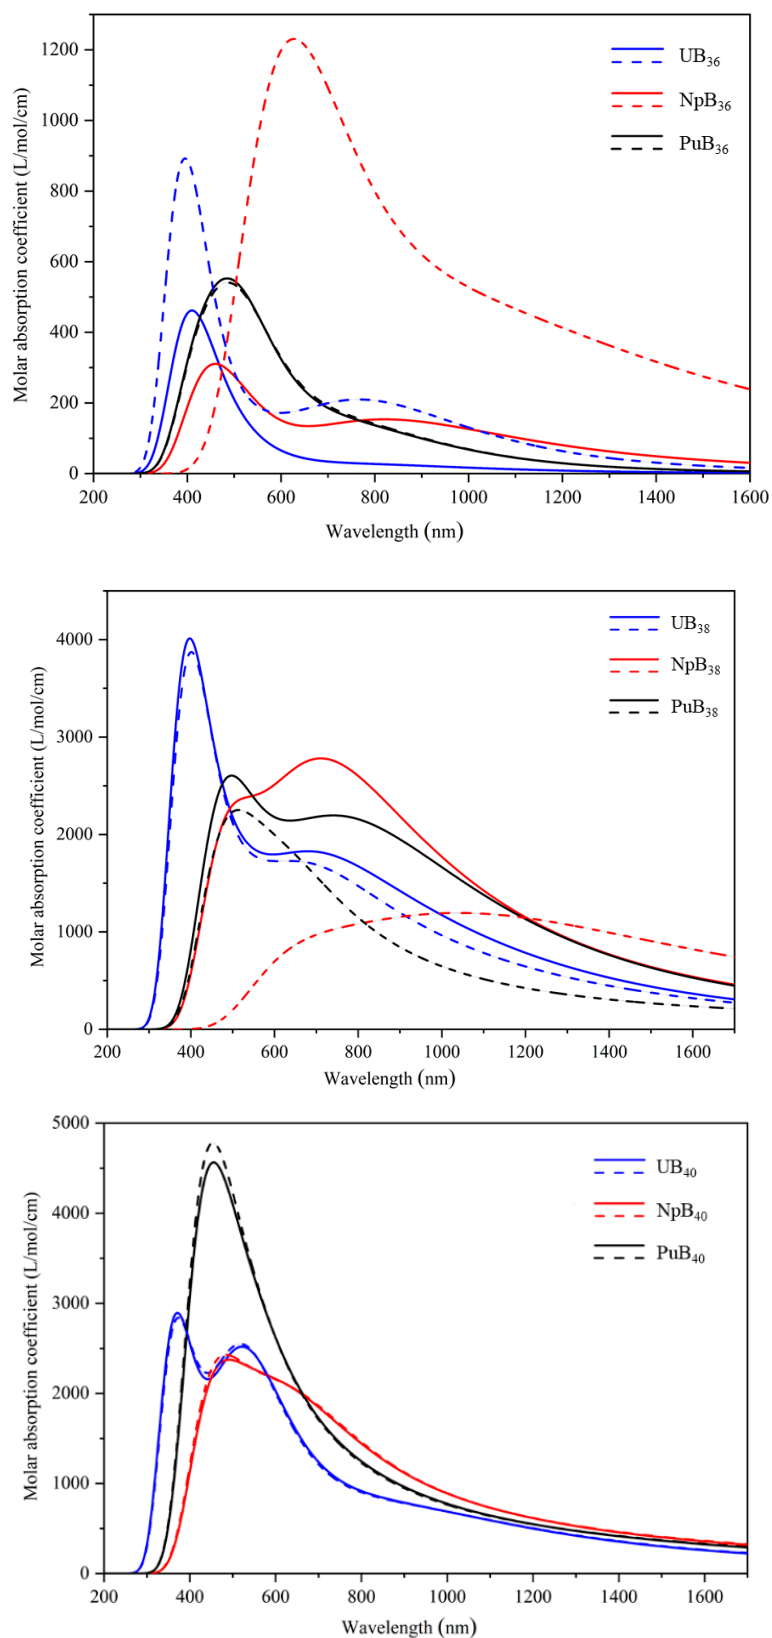 1200
1000
800
600
400
200
0
Molar absorption coefficient (L/mol/cm)
UB36
NpB36
PuB36
200 400 600 800 1000 1200 1400 1600
Wavelength (nm)
4000
3000
2000
1000
0
Molar absorption coefficient (L/mol/cm)
UB38
NpB38
PuB38
200 400 600 800 1000 1200 1400 1600
Wavelength (nm)
5000
4000
3000
2000
1000
0
Molar absorption coefficient (L/mol/cm)
UB40
NpB40
PuB40
200 400 600 800 1000 1200 1400 1600
Wavelength (nm)